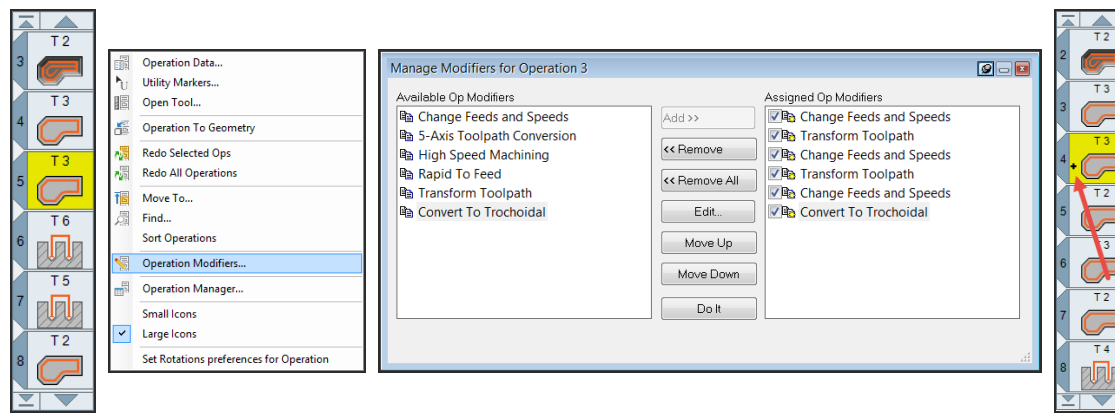 T 2
3
T 3
4
T 3
5
T 6
6
T 5
7
T 2
8
Operation Data...
Utility Markers...
Open Tool...
Operation To Geometry
Redo Selected Ops
Redo All Operations
Move To...
Find...
Sort Operations
Operation Modifiers...
Operation Manager...
Small Icons
Large Icons
Set Rotations preferences for Operation
Manage Modifiers for Operation 3
Available Op Modifiers
Change Feeds and Speeds
5-Axis Toolpath Conversion
High Speed Machining
Rapid To Feed
Transform Toolpath
Convert To Trochoidal
Add >>
<< Remove
<< Remove All
Edit...
Move Up
Move Down
Do It
Assigned Op Modifiers
Change Feeds and Speeds
Transform Toolpath
Change Feeds and Speeds
Transform Toolpath
Change Feeds and Speeds
Convert To Trochoidal
T 2
2
T 3
3
T 3
4
T 2
5
3
6
T 2
7
T 4
8